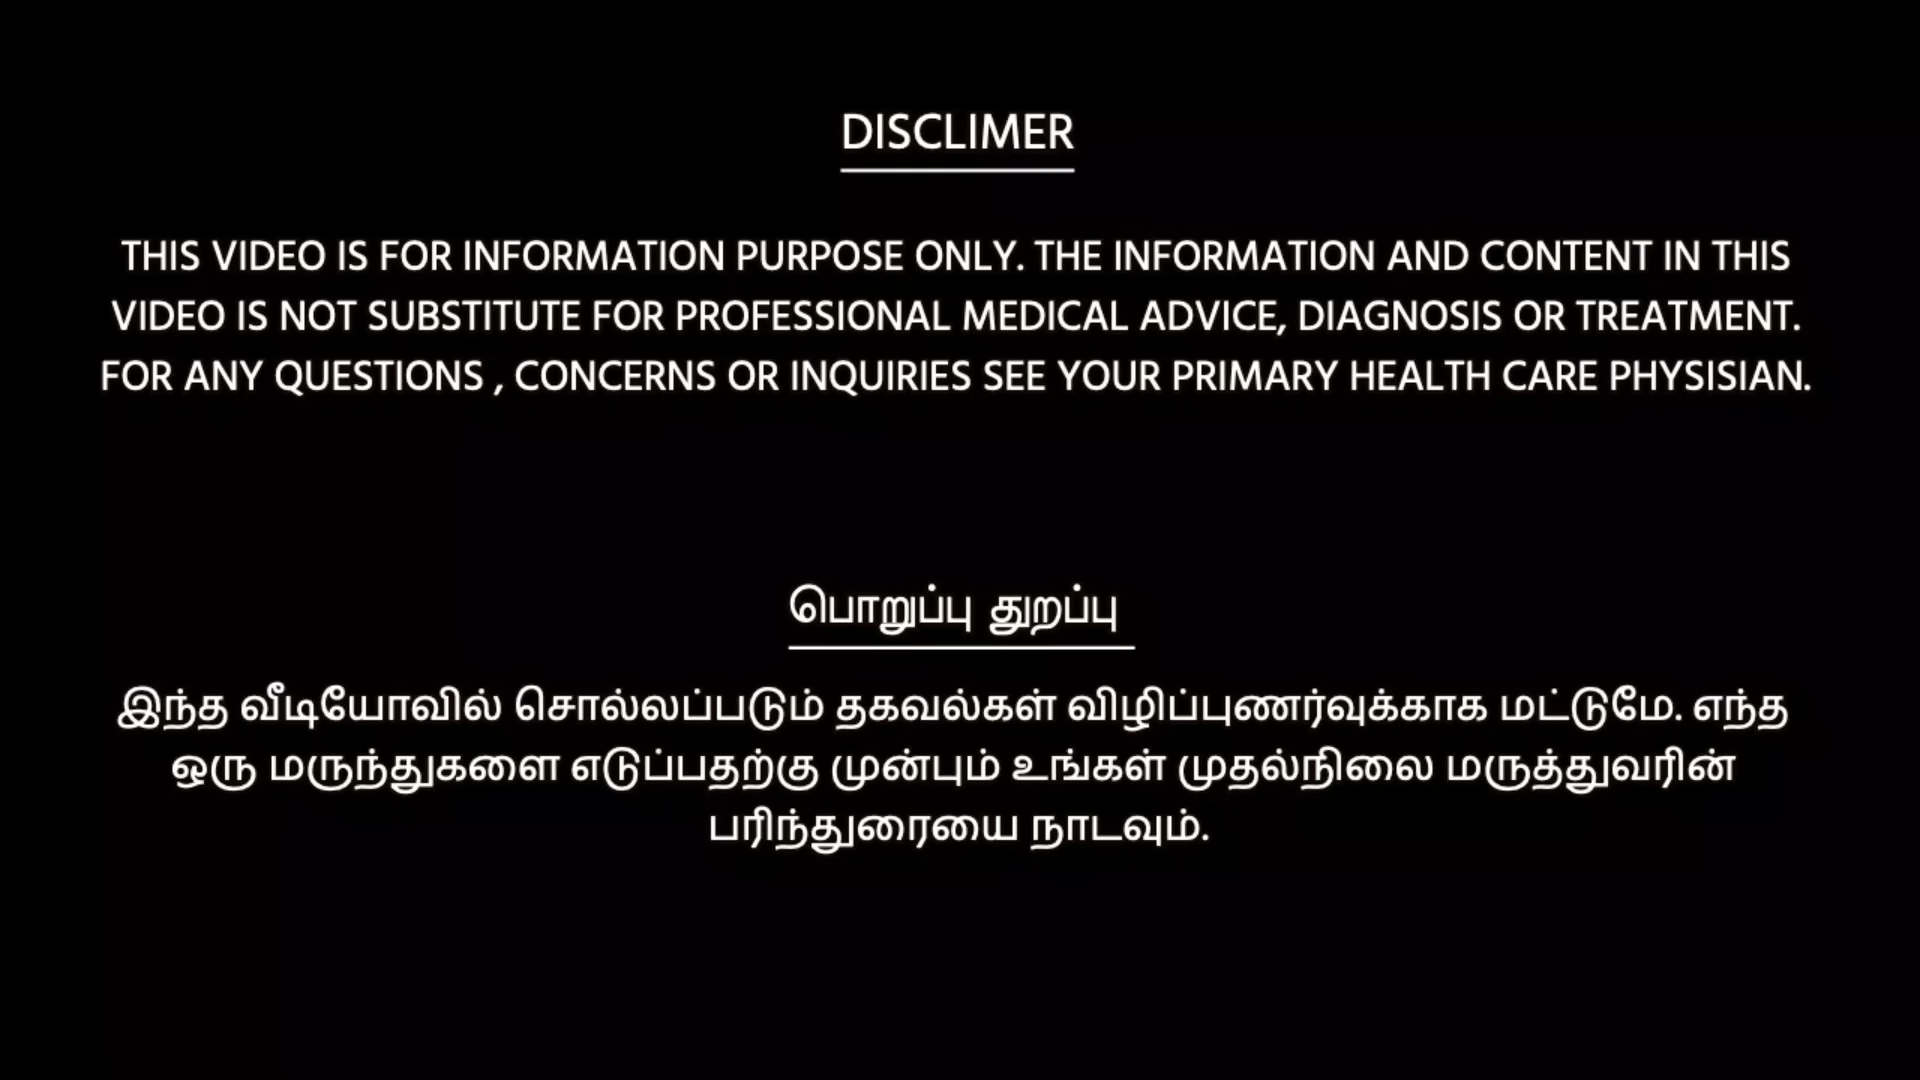 DISCLIMER
THIS VIDEO IS FOR INFORMATION PURPOSE ONLY. THE INFORMATION AND CONTENT IN THIS
VIDEO IS NOT SUBSTITUTE FOR PROFESSIONAL MEDICAL ADVICE, DIAGNOSIS OR TREATMENT.
FOR ANY QUESTIONS , CONCERNS OR INQUIRIES SEE YOUR PRIMARY HEALTH CARE PHYSISIAN.
பொறுப்பு துறப்பு
இந்த வீடியோவில் சொல்லப்படும் தகவல்கள் விழிப்புணர்வுக்காக மட்டுமே. எந்த
ஒரு மருந்துகளை எடுப்பதற்கு முன்பும் உங்கள் முதல்நிலை மருத்துவரின்
பரிந்துரையை நாடவும்.